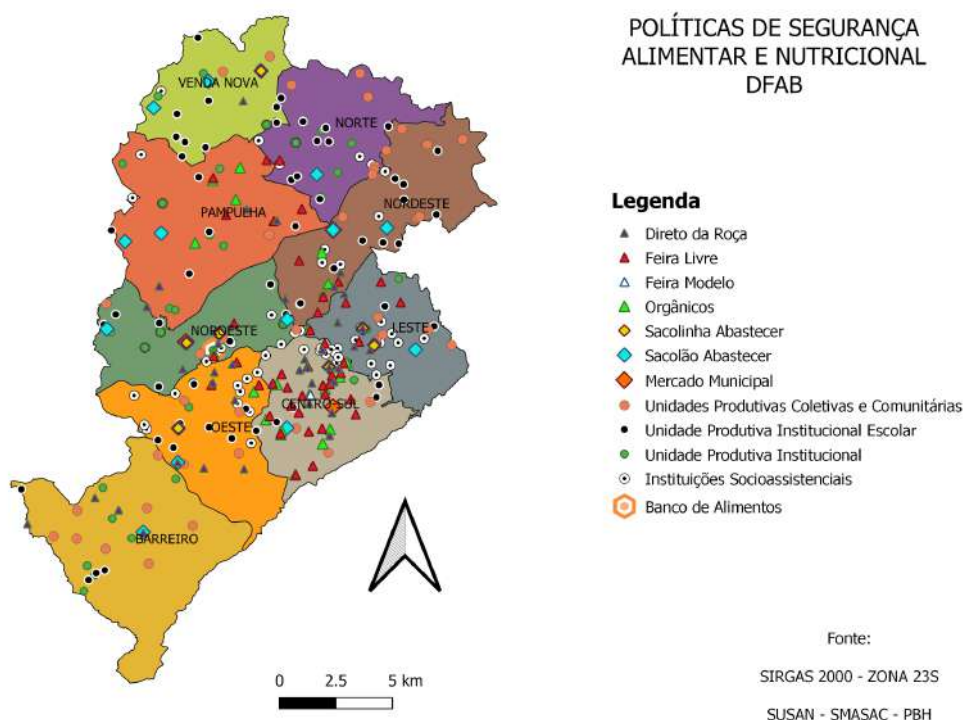 POLÍTICAS DE SEGURANÇA
ALIMENTAR E NUTRICIONAL
DFAB
VENDA NOVA
NORTE
PAMPULHA
NORDESTE
NOROESTE
LESTE
CENTRO SUL
OESTE
BARREIRO
Legenda
Direto da Roça
Feira Livre
Feira Modelo
Orgânicos
Sacolinha Abastecer
Sacolão Abastecer
Mercado Municipal
Unidades Produtivas Coletivas e Comunitárias
Unidade Produtiva Institucional Escolar
Unidade Produtiva Institucional
Instituições Socioassistenciais
Banco de Alimentos
0 2.5 5 km
Fonte:
SIRGAS 2000 - ZONA 23S
SUSAN - SMASAC - PBH